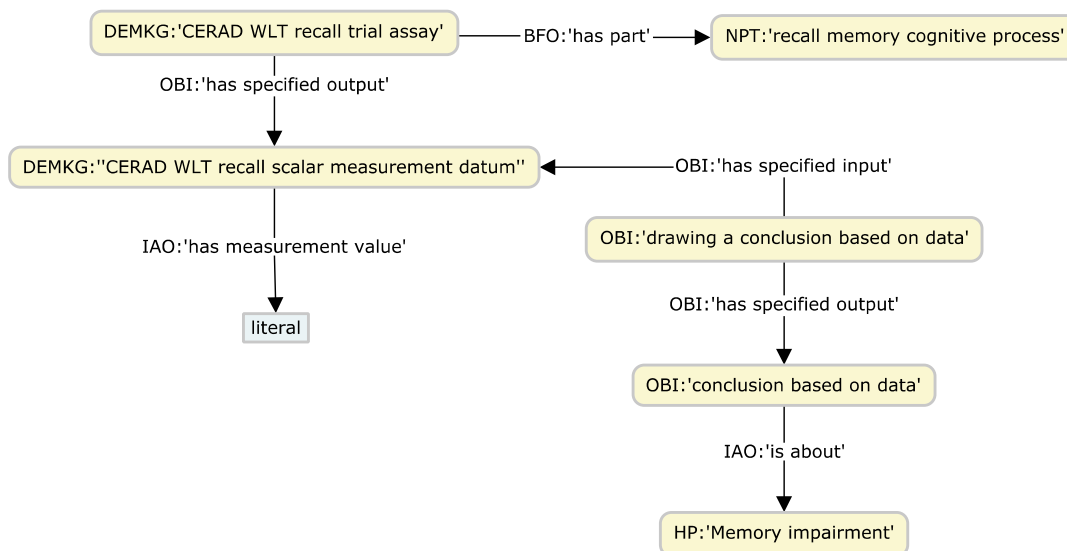 DEMKG:'CERAD WLT recall trial assay'
BFO:'has part'
NPT:'recall memory cognitive process'
OBI:'has specified output'
DEMKG:''CERAD WLT recall scalar measurement datum''
OBI:'has specified input'
OBI:'drawing a conclusion based on data'
IAO:'has measurement value'
OBI:'has specified output'
literal
OBI:'conclusion based on data'
IAO:'is about'
HP:'Memory impairment'